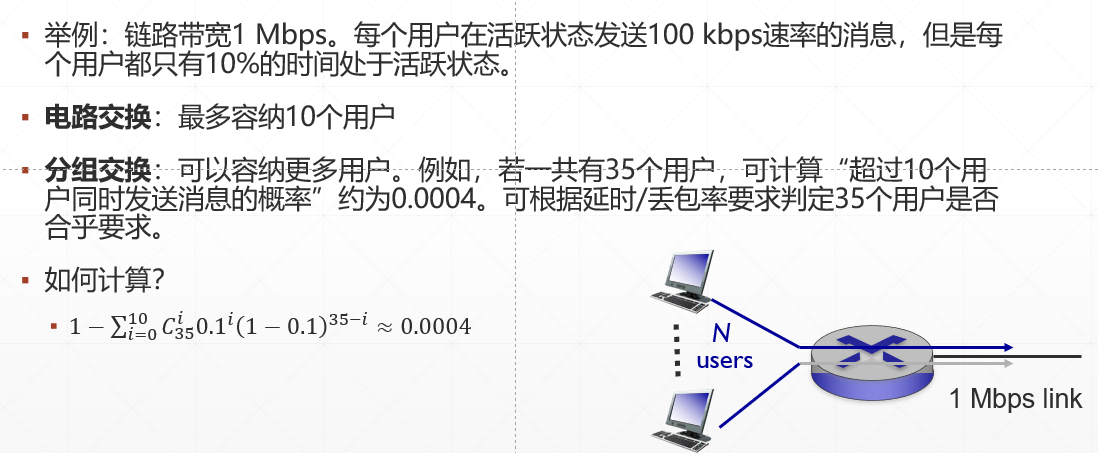 ▪ 举例：链路带宽1 Mbps。每个用户在活跃状态发送100 kbps速率的消息，但是每
个用户都只有10%的时间处于活跃状态。
▪ 电路交换：最多容纳10个用户
▪ 分组交换：可以容纳更多用户。例如，若一共有35个用户，可计算“超过10个用
户同时发送消息的概率”约为0.0004。可根据延时/丢包率要求判定35个用户是否
合乎要求。
▪ 如何计算？
▪ $1-\sum_{i=0}^{10} C_{35}^{i} 0.1^{i}(1-0.1)^{35-i} \approx 0.0004$
N
users
1 Mbps link